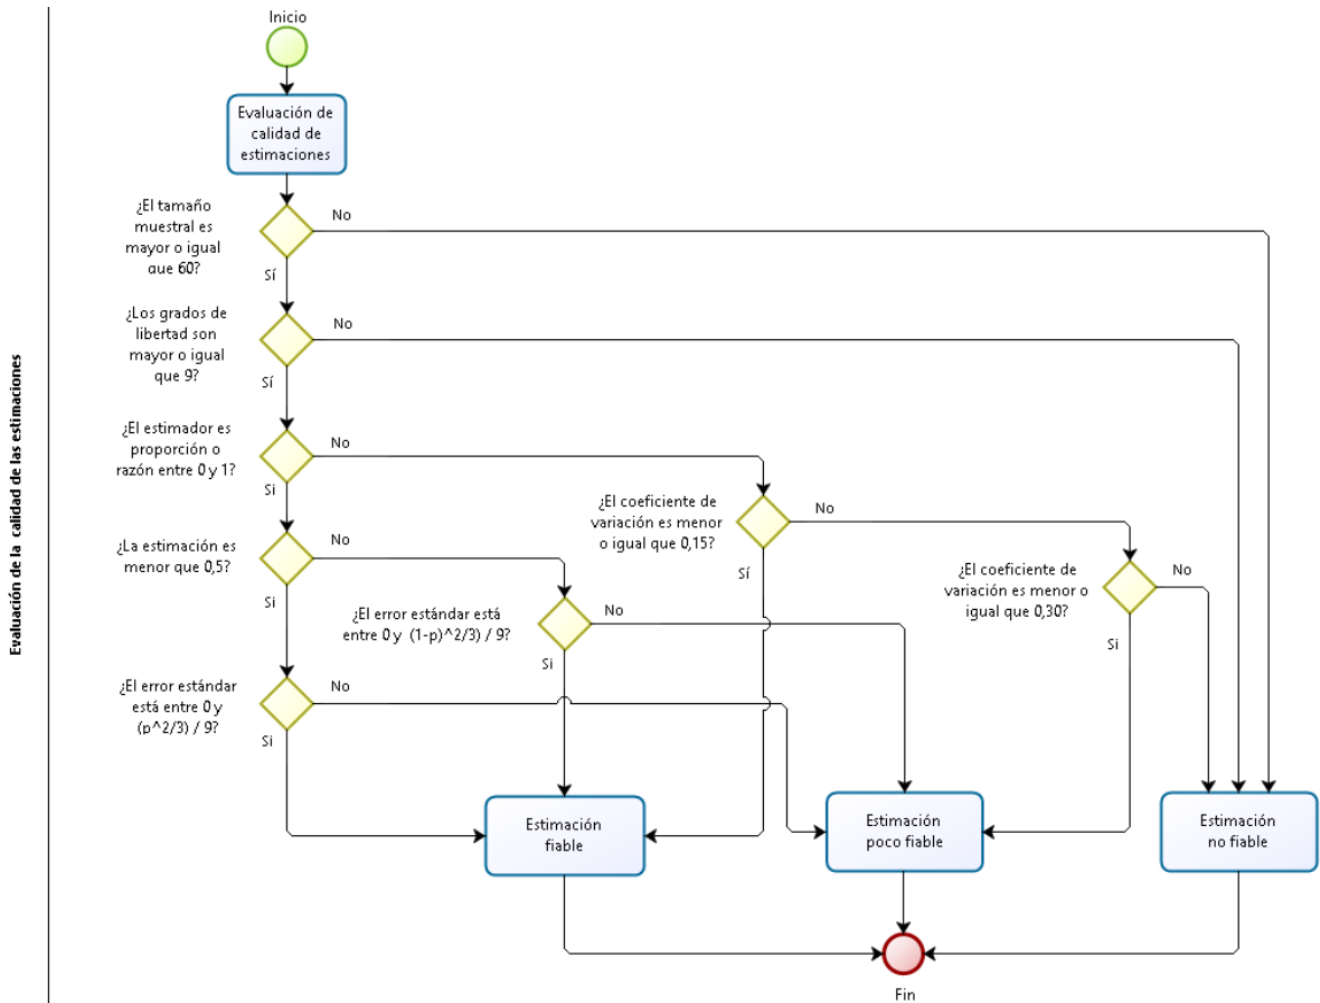 Inicio
Evaluación de
calidad de
estimaciones
¿El tamaño
muestral es
mayor o igual
que 60?
No
Sí
¿Los grados de
libertad son
mayor o igual
que 9?
No
Sí
¿El estimador es
proporción o
razón entre 0 y 1?
No
Si
¿El coeficiente de
variación es menor
o igual que 0,15?
No
Sí
¿La estimación es
menor que 0,5?
No
Si
¿El coeficiente de
variación es menor o
igual que 0,30?
No
Si
¿El error estándar está
entre 0 y (1-p)^2/3) / 9?
No
Si
¿El error estándar
está entre 0 y
(p^2/3) / 9?
No
Si
Estimación
fiable
Estimación
poco fiable
Estimación
no fiable
Fin
Evaluación de la calidad de las estimaciones